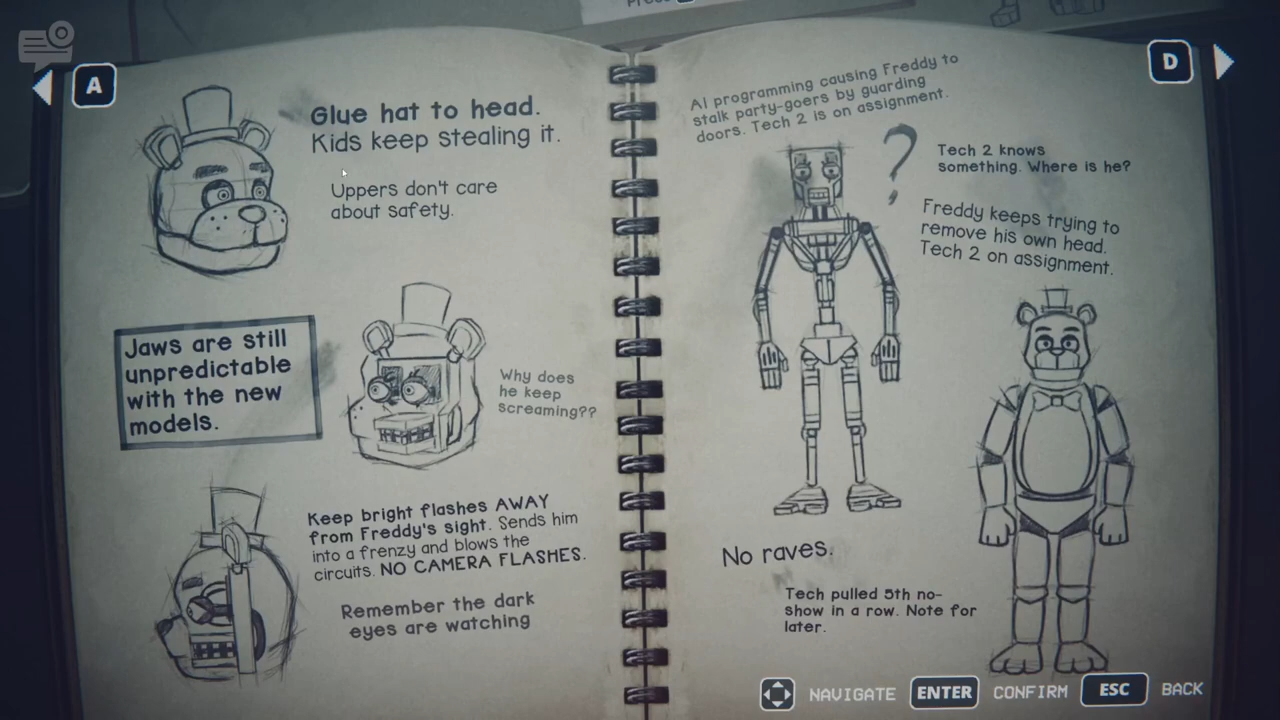 A
D
Glue hat to head.
Kids keep stealing it.
Uppers don't care
about safety.
Jaws are still
unpredictable
with the new
models.
Why does
he keep
screaming??
Keep bright flashes AWAY
from Freddy's sight. Sends him
into a frenzy and blows the
circuits. NO CAMERA FLASHES.
Remember the dark
eyes are watching
AI programming causing Freddy to
stalk party-goers by guarding
doors. Tech 2 is on assignment.
?
Tech 2 knows
something. Where is he?
Freddy keeps trying to
remove his own head.
Tech 2 on assignment.
No raves.
Tech pulled 5th no-
show in a row. Note for
later.
NAVIGATE ENTER CONFIRM ESC BACK